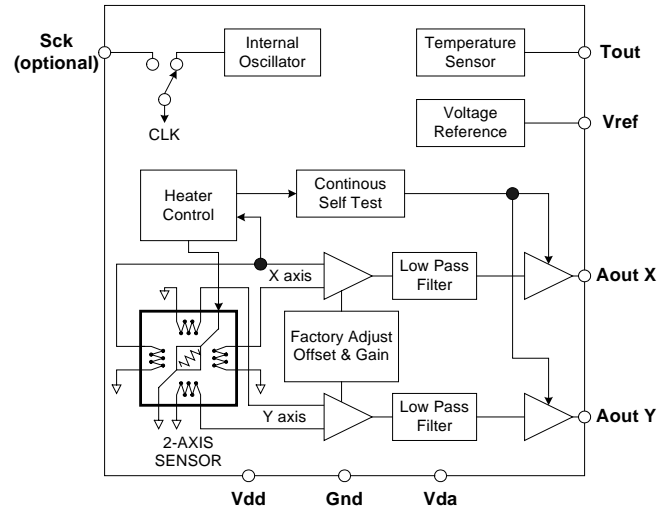 Sck
(optional)
Internal
Oscillator
Temperature
Sensor
Tout
CLK
Voltage
Reference
Vref
Heater
Control
Continous
Self Test
X axis
Low Pass
Filter
Aout X
Factory Adjust
Offset & Gain
Y axis
Low Pass
Filter
Aout Y
2-AXIS
SENSOR
Vdd
Gnd
Vda